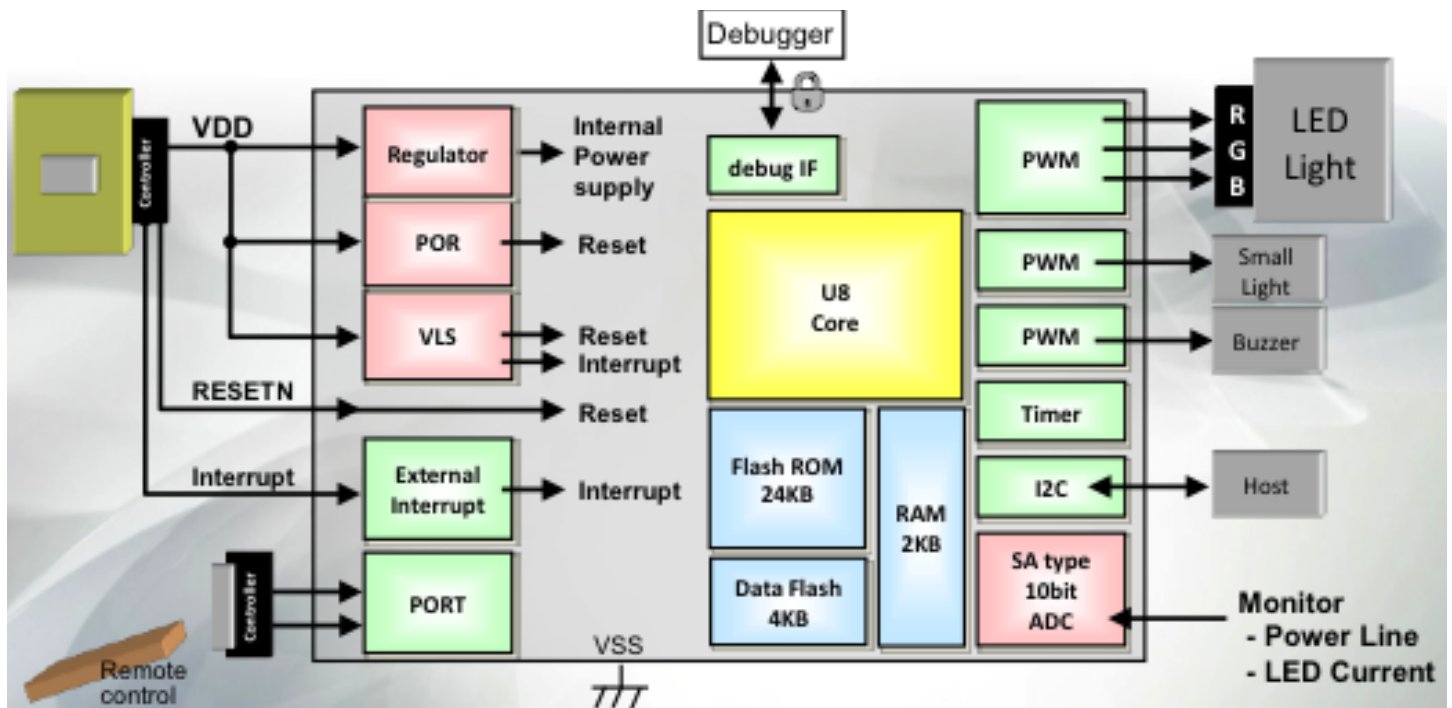 Debugger
Controller
VDD
Regulator
Internal
Power
supply
debug IF
PWM
R
G
B
LED
Light
POR
Reset
U8
Core
PWM
Small
Light
VLS
Reset
Interrupt
PWM
Buzzer
RESETN
Reset
Timer
Interrupt
External
Interrupt
Interrupt
Flash ROM
24KB
RAM
2KB
I2C
Host
Controller
PORT
Data Flash
4KB
SA type
10bit
ADC
Monitor
- Power Line
- LED Current
VSS
Remote
control